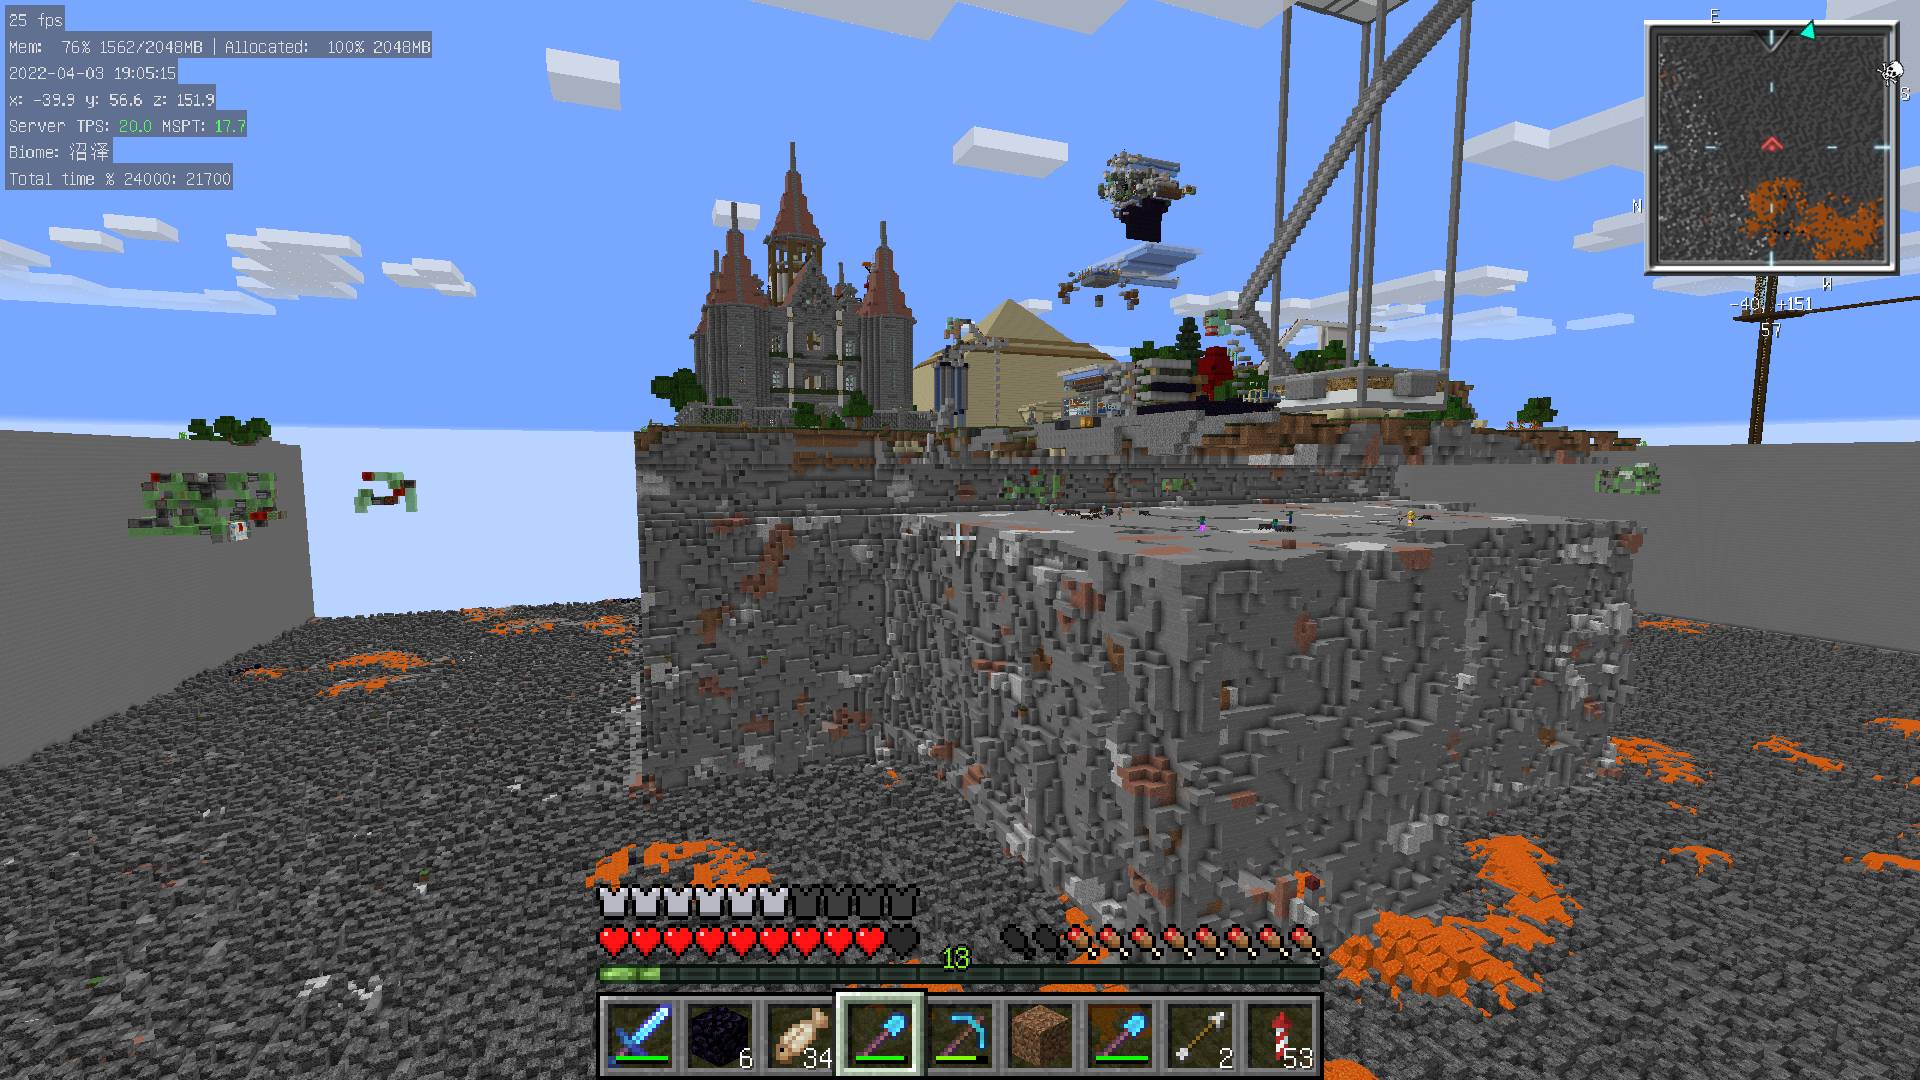 25 fps
Mem: 76% 1562/2048MB | Allocated: 100% 2048MB
2022-04-03 19:05:15
x: -39.9 y: 56.6 z: 151.9
Server TPS: 20.0 MSPT: 17.7
Biome: 沼泽
Total time % 24000: 21700
E
S
N
W
-40 +151
57
13
6
34
2
53